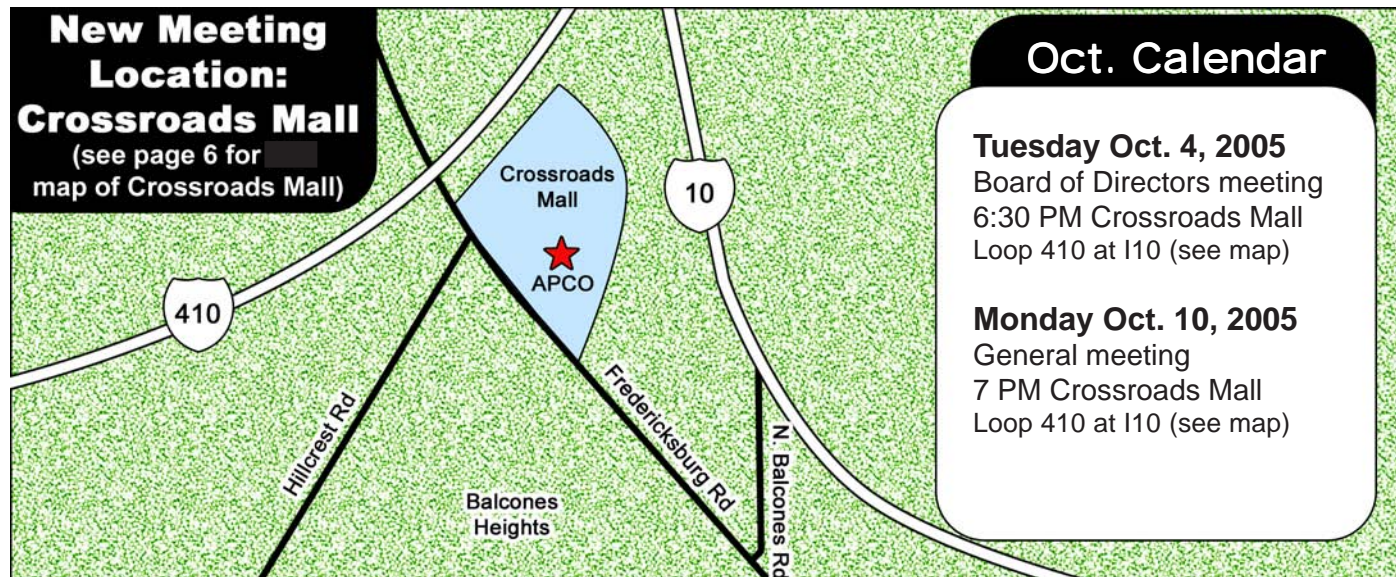 New Meeting
Location:
Crossroads Mall
(see page 6 for
map of Crossroads Mall)
Crossroads
Mall
APCO
410
10
Hillcrest Rd
Fredericksburg Rd
N. Balcones Rd
Balcones
Heights
Oct. Calendar
Tuesday Oct. 4, 2005
Board of Directors meeting
6:30 PM Crossroads Mall
Loop 410 at I10 (see map)
Monday Oct. 10, 2005
General meeting
7 PM Crossroads Mall
Loop 410 at I10 (see map)